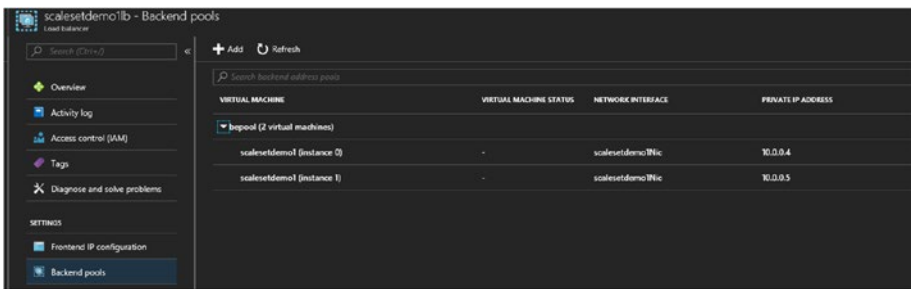 scalesetdemo1lb - Backend pools
Load balancer
Search (Ctrl+/)
«
Add Refresh
Search backend address pools
Overview
Activity log
Access control (IAM)
Tags
Diagnose and solve problems
SETTINGS
Frontend IP configuration
Backend pools
VIRTUAL MACHINE VIRTUAL MACHINE STATUS NETWORK INTERFACE PRIVATE IP ADDRESS
bepool (2 virtual machines)
scalesetdemo1 (instance 0) - scalesetdemo1Nic 10.0.0.4
scalesetdemo1 (instance 1) - scalesetdemo1Nic 10.0.0.5